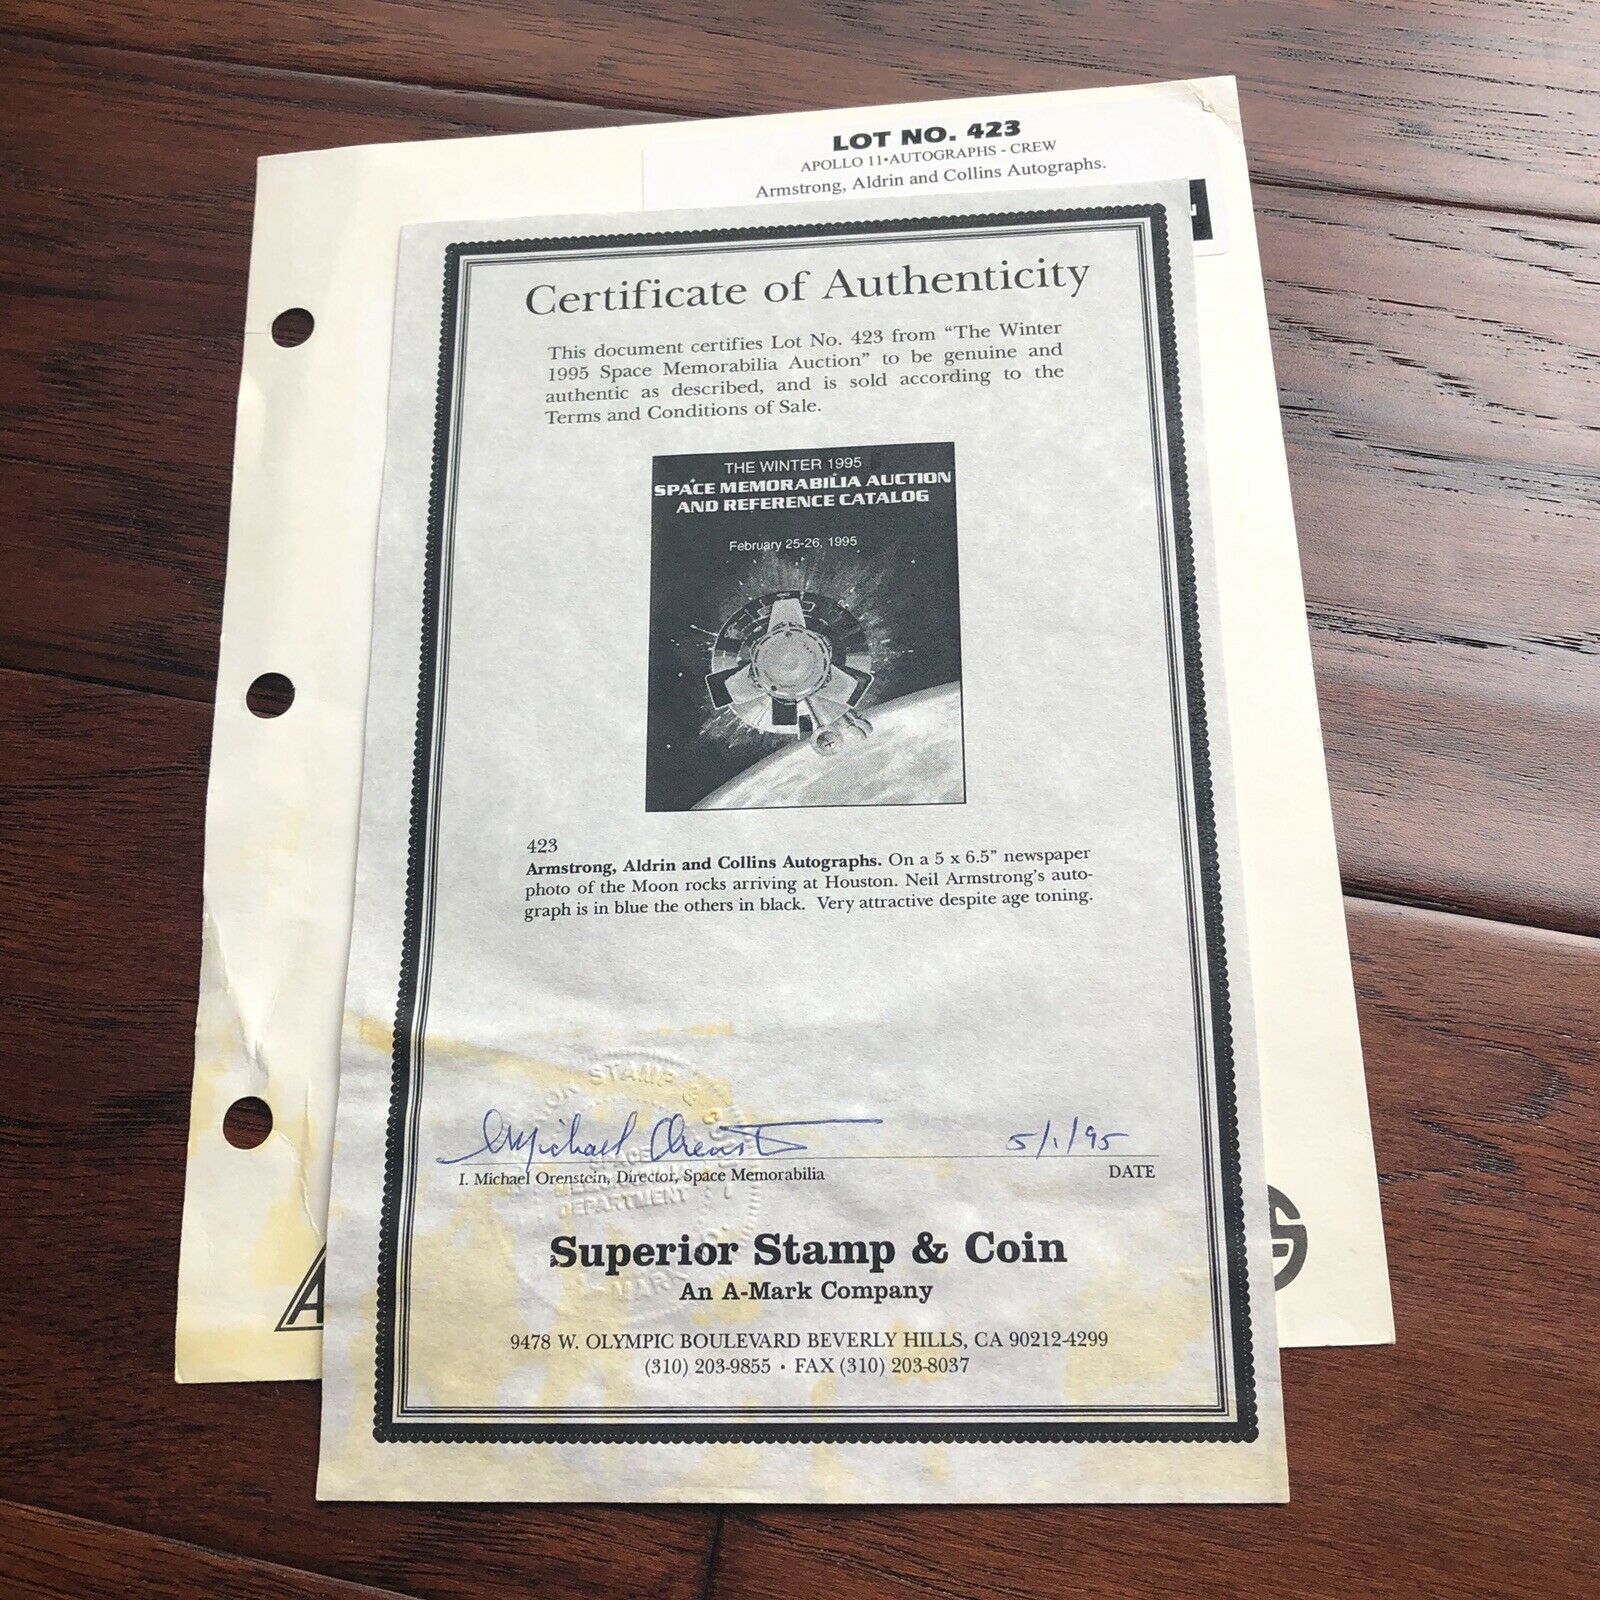 LOT NO. 423
APOLLO 11•AUTOGRAPHS - CREW
Armstrong, Aldrin and Collins Autographs.
Certificate of Authenticity
This document certifies Lot No. 423 from “The Winter
1995 Space Memorabilia Auction” to be genuine and
authentic as described, and is sold according to the
Terms and Conditions of Sale.
THE WINTER 1995
SPACE MEMORABILIA AUCTION
AND REFERENCE CATALOG
February 25-26, 1995
423
Armstrong, Aldrin and Collins Autographs. On a 5 x 6.5” newspaper
photo of the Moon rocks arriving at Houston. Neil Armstrong’s auto-
graph is in blue the others in black. Very attractive despite age toning.
Michael Orenstein 5/1/95
I. Michael Orenstein, Director, Space Memorabilia DATE
STAMP &
SPACE
MEMORABILIA
DEPARTMENT
Superior Stamp & Coin
An A-Mark Company
9478 W. OLYMPIC BOULEVARD BEVERLY HILLS, CA 90212-4299
(310) 203-9855 • FAX (310) 203-8037